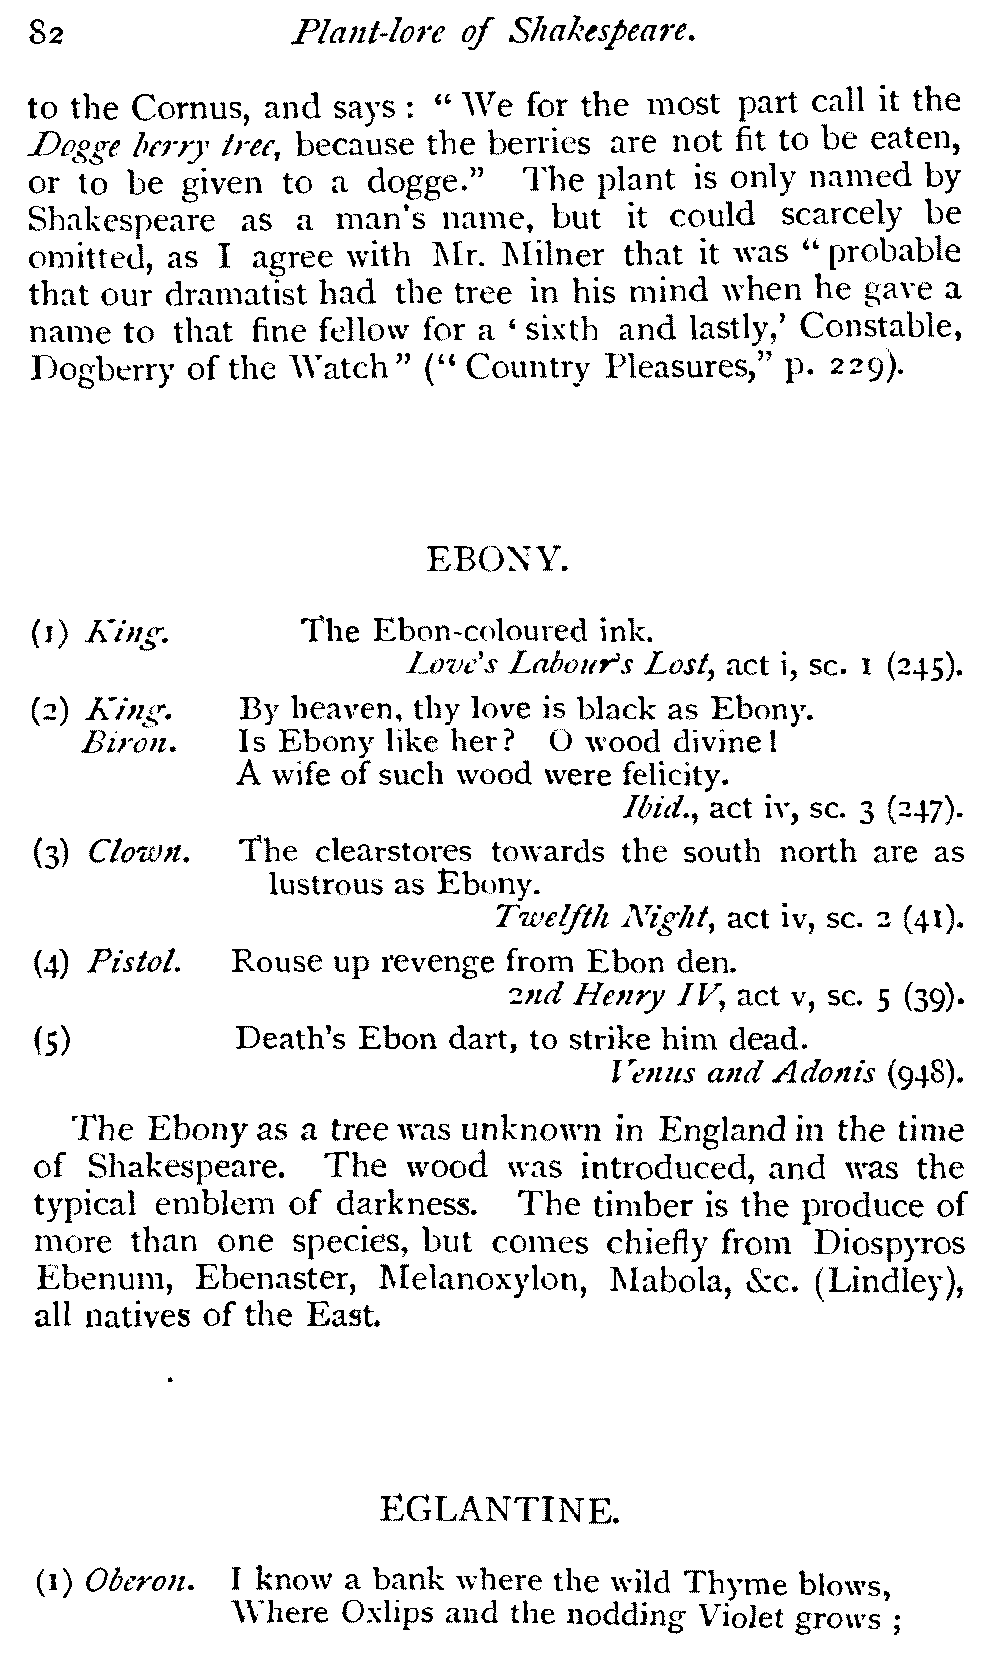 82 Plant-lore of Shakespeare.
to the Cornus, and says : “ We for the most part call it the
Dogge berry tree, because the berries are not fit to be eaten,
or to be given to a dogge.” The plant is only named by
Shakespeare as a man's name, but it could scarcely be
omitted, as I agree with Mr. Milner that it was “ probable
that our dramatist had the tree in his mind when he gave a
name to that fine fellow for a ‘ sixth and lastly,’ Constable,
Dogberry of the Watch ” (“ Country Pleasures,” p. 229).
EBONY.
(1) King. The Ebon-coloured ink.
Love's Labour's Lost, act i, sc. 1 (245).
(2) King. By heaven, thy love is black as Ebony.
Biron. Is Ebony like her? O wood divine!
A wife of such wood were felicity.
Ibid., act iv, sc. 3 (247).
(3) Clown. The clearstores towards the south north are as
lustrous as Ebony.
Twelfth Night, act iv, sc. 2 (41).
(4) Pistol. Rouse up revenge from Ebon den.
2nd Henry IV, act v, sc. 5 (39).
(5) Death's Ebon dart, to strike him dead.
Venus and Adonis (948).
The Ebony as a tree was unknown in England in the time
of Shakespeare. The wood was introduced, and was the
typical emblem of darkness. The timber is the produce of
more than one species, but comes chiefly from Diospyros
Ebenum, Ebenaster, Melanoxylon, Mabola, &c. (Lindley),
all natives of the East.
EGLANTINE.
(1) Oberon. I know a bank where the wild Thyme blows,
Where Oxlips and the nodding Violet grows ;